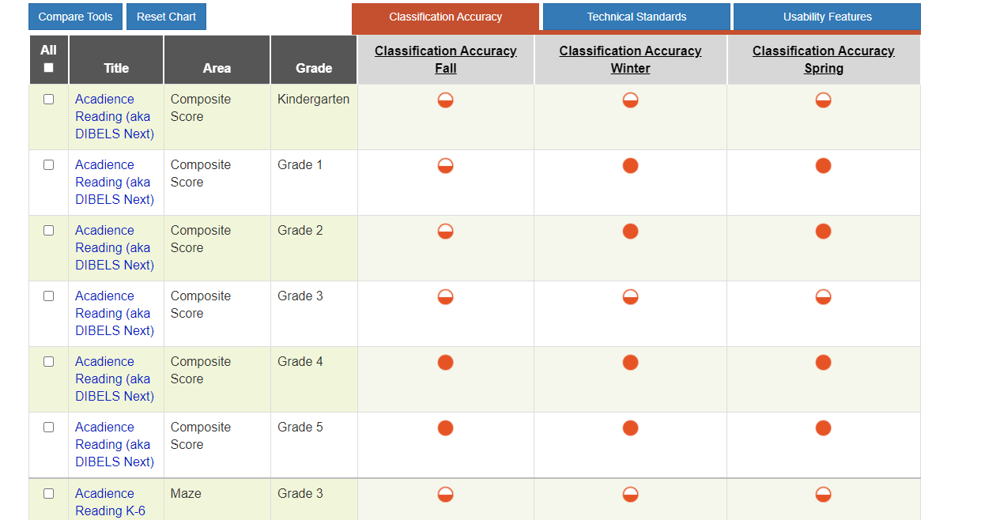 Compare Tools Reset Chart Classification Accuracy Technical Standards Usability Features
All Title Area Grade Classification Accuracy Fall Classification Accuracy Winter Classification Accuracy Spring
Acadience Composite Kindergarten
Reading (aka Score
DIBELS Next)
Acadience Composite Grade 1
Reading (aka Score
DIBELS Next)
Acadience Composite Grade 2
Reading (aka Score
DIBELS Next)
Acadience Composite Grade 3
Reading (aka Score
DIBELS Next)
Acadience Composite Grade 4
Reading (aka Score
DIBELS Next)
Acadience Composite Grade 5
Reading (aka Score
DIBELS Next)
Acadience Maze Grade 3
Reading K-6